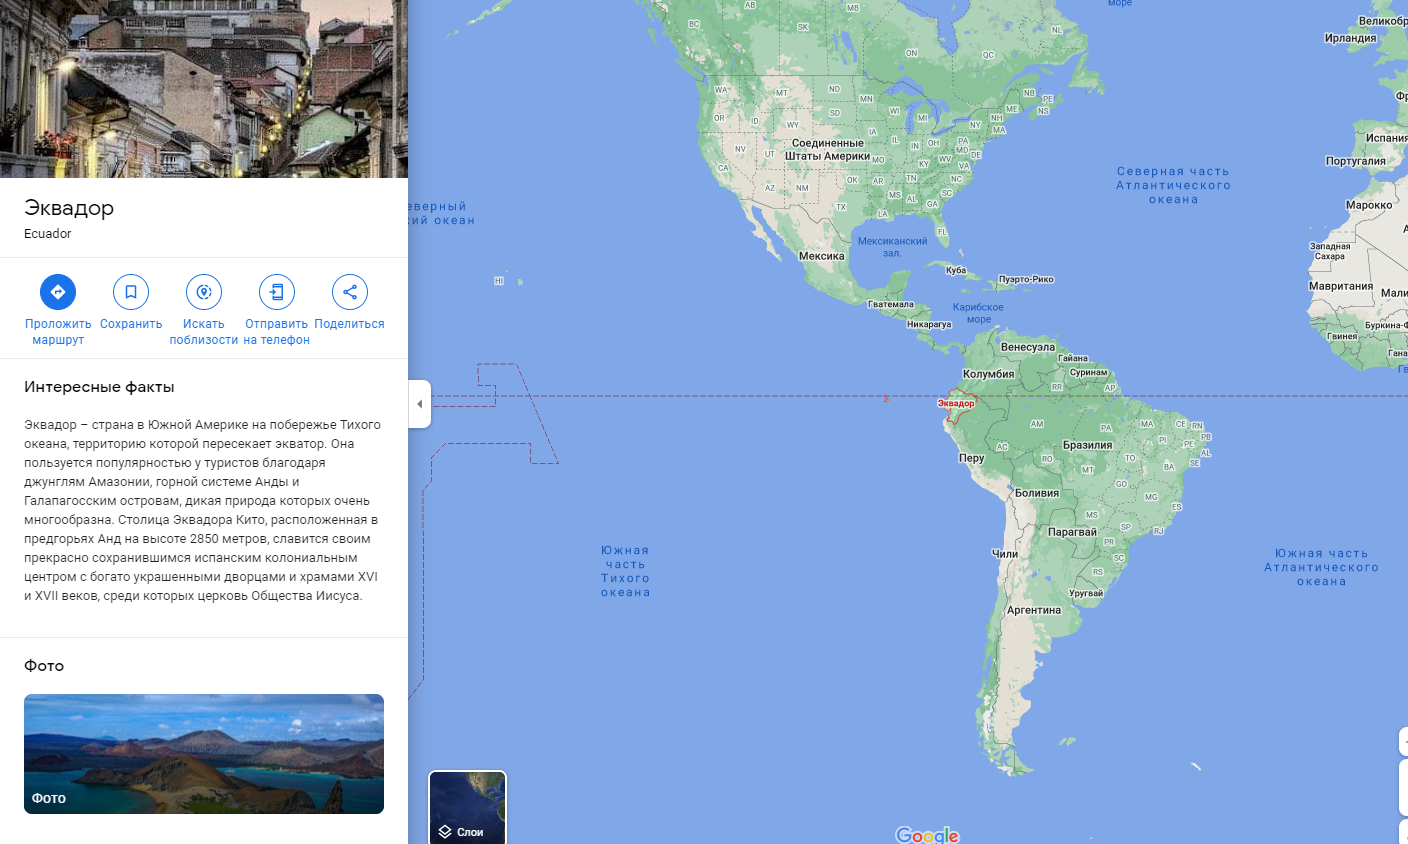 Эквадор
Ecuador
Проложить маршрут
Сохранить
Искать поблизости
Отправить на телефон
Поделиться
Интересные факты
Эквадор – страна в Южной Америке на побережье Тихого
океана, территорию которой пересекает экватор. Она
пользуется популярностью у туристов благодаря
джунглям Амазонии, горной системе Анды и
Галапагосским островам, дикая природа которых очень
многообразна. Столица Эквадора Кито, расположенная в
предгорьях Анд на высоте 2850 метров, славится своим
прекрасно сохранившимся испанским колониальным
центром с богато украшенными дворцами и храмами XVI
и XVII веков, среди которых церковь Общества Иисуса.
Фото
Фото
Слои
Google
море
AB
MB
BC
SK
NL
ON
QC
Великобр
Ирландия
WA
MT
ND
MN
NB
PE
NS
OR
ID
WY
SD
WI
MI
ME
NH
NY
MA
Фр
NV
UT
Соединенные
Штаты Америки
IA
IL
IN
OH
PA
MD
DE
CA
MO
KY
WV
VA
AZ
NM
OK
AR
TN
NC
MS
AL
SC
GA
TX
LA
FL
Испания
Португалия
Северная часть
Атлантического
океана
еверный
кий океан
Марокко
Мексиканский
зал.
Мексика
Западная
Сахара
Куба
Пуэрто-Рико
HI
Мавритания
Мали
Гватемала
Карибское
море
Никарагуа
Буркина-Ф
Гвинея
Гана
Венесуэла
Гайана
Суринам
Колумбия
RR
AP
Эквадор
AM
PA
MA
CE
RN
PB
PI
PE
AL
SE
AC
Бразилия
TO
BA
Перу
RO
MT
GO
Боливия
MG
ES
MS
SP
RJ
Парагвай
PR
SC
Чили
RS
Уругвай
Аргентина
Южная
часть
Тихого
океана
Южная часть
Атлантического
океана